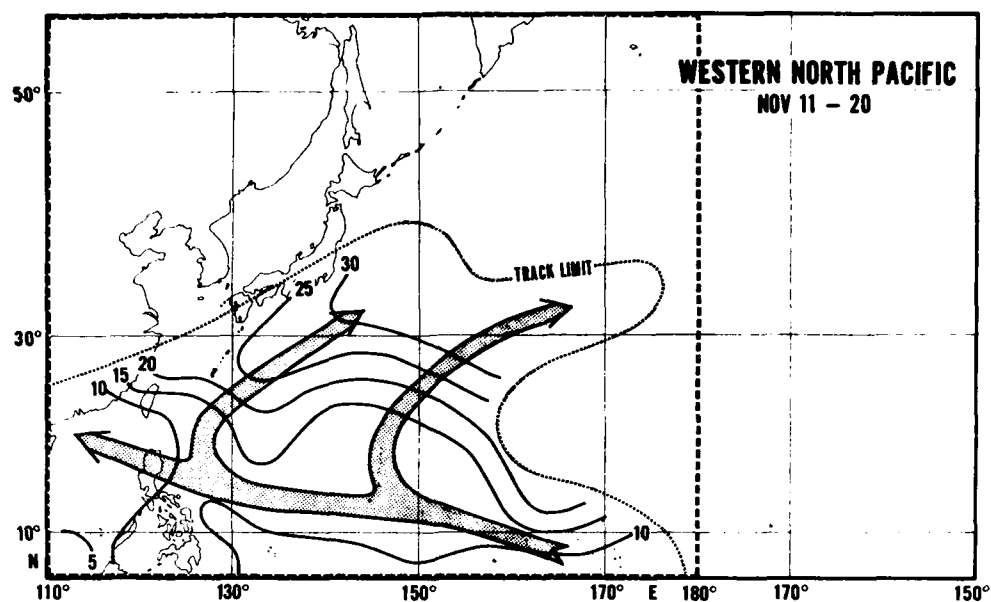 WESTERN NORTH PACIFIC
NOV 11 – 20
50°
30
TRACK LIMIT
25
30°
20
15
10
10°
10
N
5
110° 130° 150° 170° E 180° 170° 150°